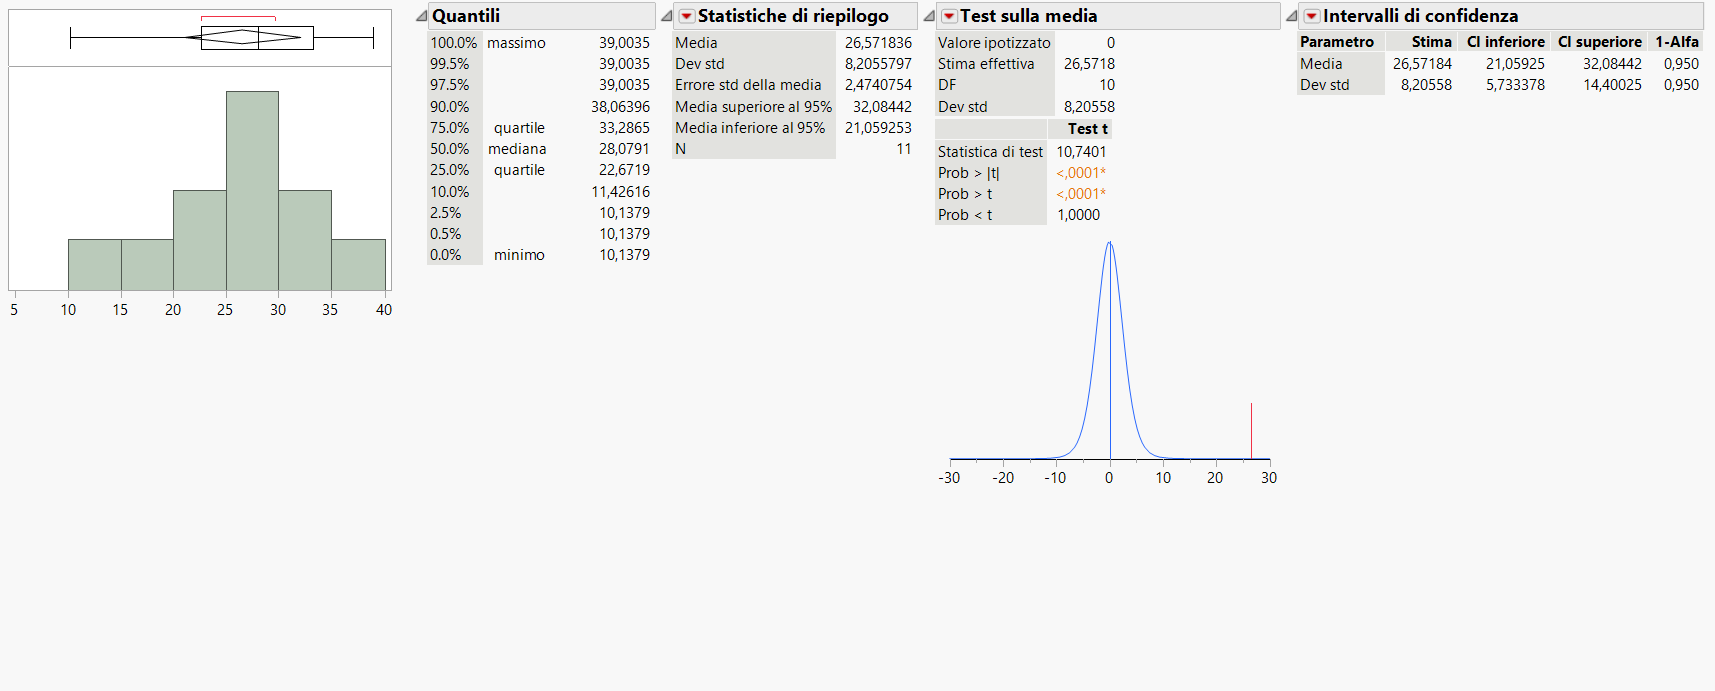 5 10 15 20 25 30 35 40
Quantili
100.0% massimo 39,0035
99.5% 39,0035
97.5% 39,0035
90.0% 38,06396
75.0% quartile 33,2865
50.0% mediana 28,0791
25.0% quartile 22,6719
10.0% 11,42616
2.5% 10,1379
0.5% 10,1379
0.0% minimo 10,1379
Statistiche di riepilogo
Media 26,571836
Dev std 8,2055797
Errore std della media 2,4740754
Media superiore al 95% 32,08442
Media inferiore al 95% 21,059253
N 11
Test sulla media
Valore ipotizzato 0
Stima effettiva 26,5718
DF 10
Dev std 8,20558
Test t
Statistica di test 10,7401
Prob > |t| <,0001*
Prob > t <,0001*
Prob < t 1,0000
-30 -20 -10 0 10 20 30
Intervalli di confidenza
Parametro Stima CI inferiore CI superiore 1-Alfa
Media 26,57184 21,05925 32,08442 0,950
Dev std 8,20558 5,733378 14,40025 0,950